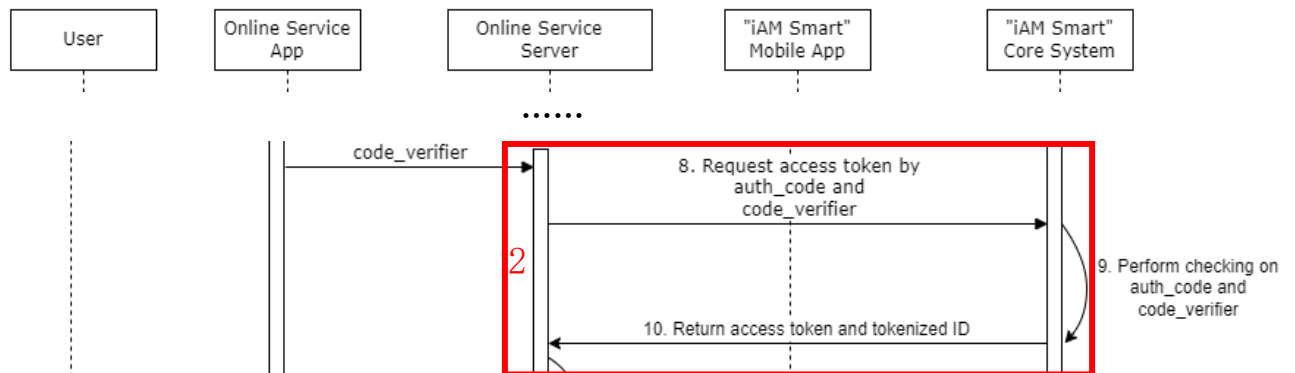 User
Online Service
App
Online Service
Server
"iAM Smart"
Mobile App
"iAM Smart"
Core System
......
code_verifier
8. Request access token by
auth_code and
code_verifier
2
9. Perform checking on
auth_code and
code_verifier
10. Return access token and tokenized ID